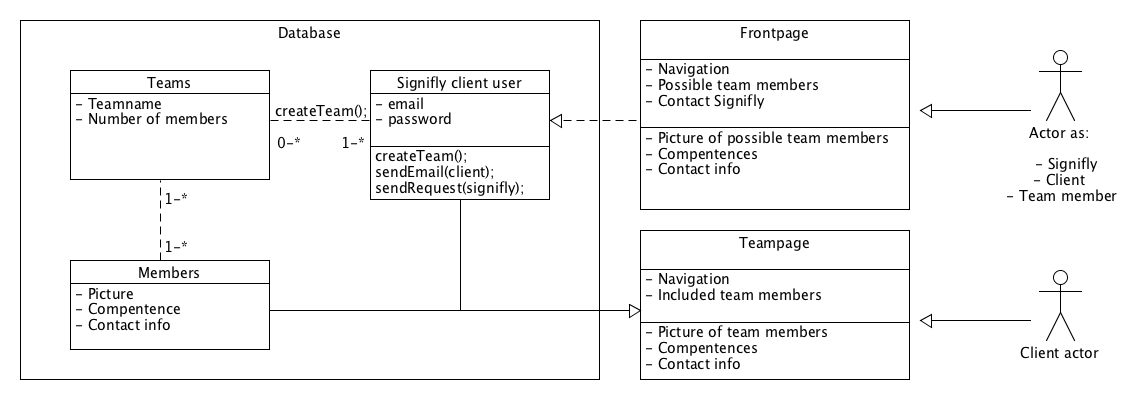 Database
Teams
- Teamname
- Number of members
createTeam();
0-*
1-*
Signifly client user
- email
- password
createTeam();
sendEmail(client);
sendRequest(signifly);
1-*
1-*
Members
- Picture
- Compentence
- Contact info
Frontpage
- Navigation
- Possible team members
- Contact Signifly
- Picture of possible team members
- Compentences
- Contact info
Teampage
- Navigation
- Included team members
- Picture of team members
- Compentences
- Contact info
Actor as:
- Signifly
- Client
- Team member
Client actor